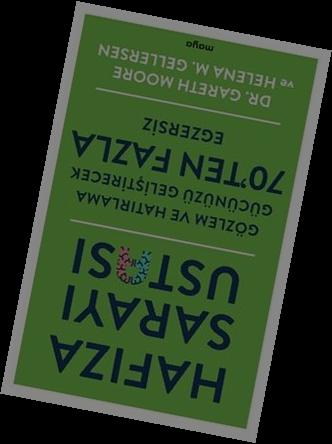 HAFIZA
SARAYI
USTASI
GÖZLEM VE HATIRLAMA
GÜCÜNÜZÜ GELİŞTİRECEK
70'TEN FAZLA
EGZERSİZ
DR. GARETH MOORE
ve HELENA M. GELLERSEN
maya